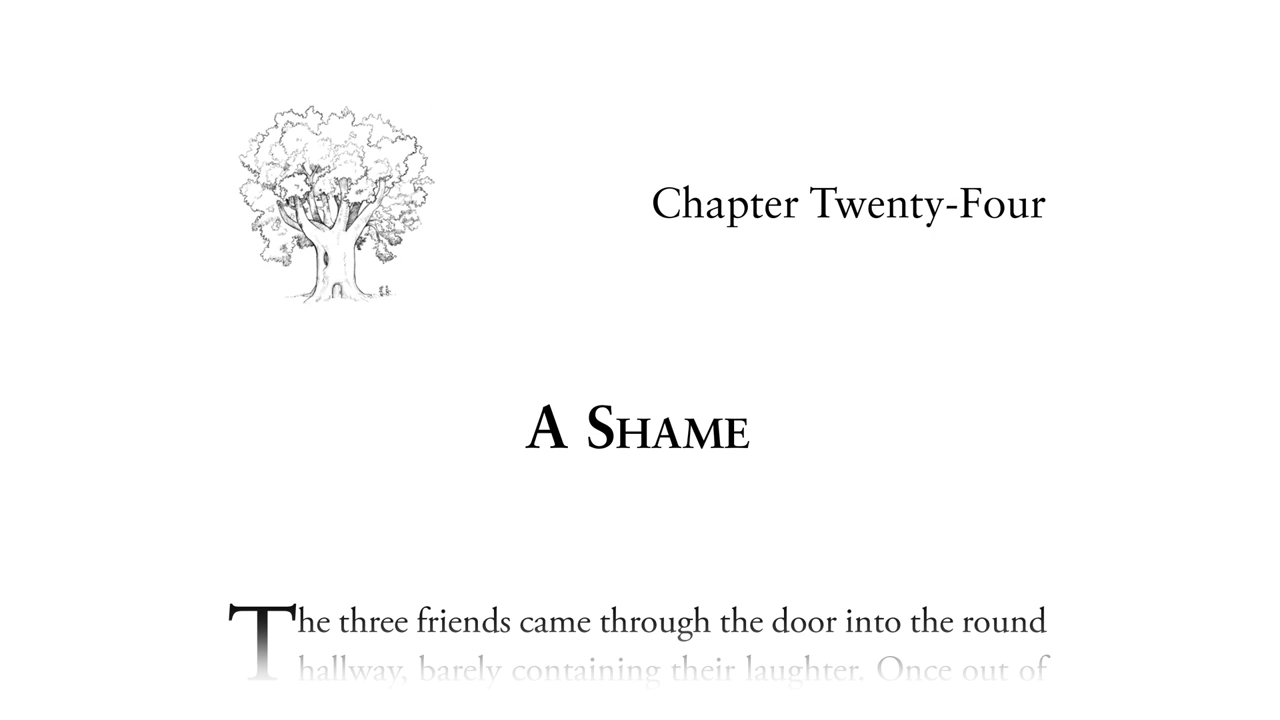 Chapter Twenty-Four
A Shame
The three friends came through the door into the round
hallway, barely containing their laughter. Once out of